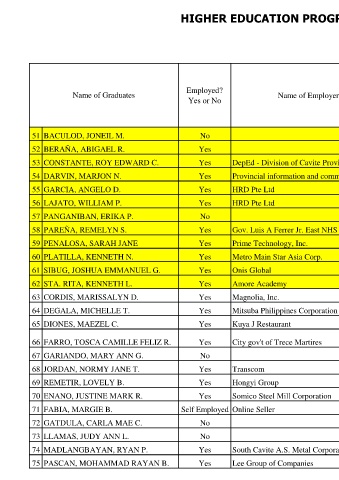 HIGHER EDUCATION PROGR
Name of Graduates Employed? Yes or No Name of Employer
51 BACULOD, JONEIL M. No
52 BERAÑA, ABIGAEL R. Yes
53 CONSTANTE, ROY EDWARD C. Yes DepEd - Division of Cavite Provi
54 DARVIN, MARJON N. Yes Provincial information and comm
55 GARCIA, ANGELO D. Yes HRD Pte Ltd
56 LAJATO, WILLIAM P. Yes HRD Pte Ltd
57 PANGANIBAN, ERIKA P. No
58 PAREÑA, REMELYN S. Yes Gov. Luis A Ferrer Jr. East NHS
59 PENALOSA, SARAH JANE Yes Prime Technology, Inc.
60 PLATILLA, KENNETH N. Yes Metro Main Star Asia Corp.
61 SIBUG, JOSHUA EMMANUEL G. Yes Onis Global
62 STA. RITA, KENNETH L. Yes Amore Academy
63 CORDIS, MARISSALYN D. Yes Magnolia, Inc.
64 DEGALA, MICHELLE T. Yes Mitsuba Philippines Corporation
65 DIONES, MAEZEL C. Yes Kuya J Restaurant
66 FARRO, TOSCA CAMILLE FELIZ R. Yes City gov't of Trece Martires
67 GARIANDO, MARY ANN G. No
68 JORDAN, NORMY JANE T. Yes Transcom
69 REMETIR, LOVELY B. Yes Hongyi Group
70 ENANO, JUSTINE MARK R. Yes Somico Steel Mill Corporation
71 FABIA, MARGIE B. Self Employed Online Seller
72 GATDULA, CARLA MAE C. No
73 LLAMAS, JUDY ANN L. No
74 MADLANGBAYAN, RYAN P. Yes South Cavite A.S. Metal Corpora
75 PASCAN, MOHAMMAD RAYAN B. Yes Lee Group of Companies